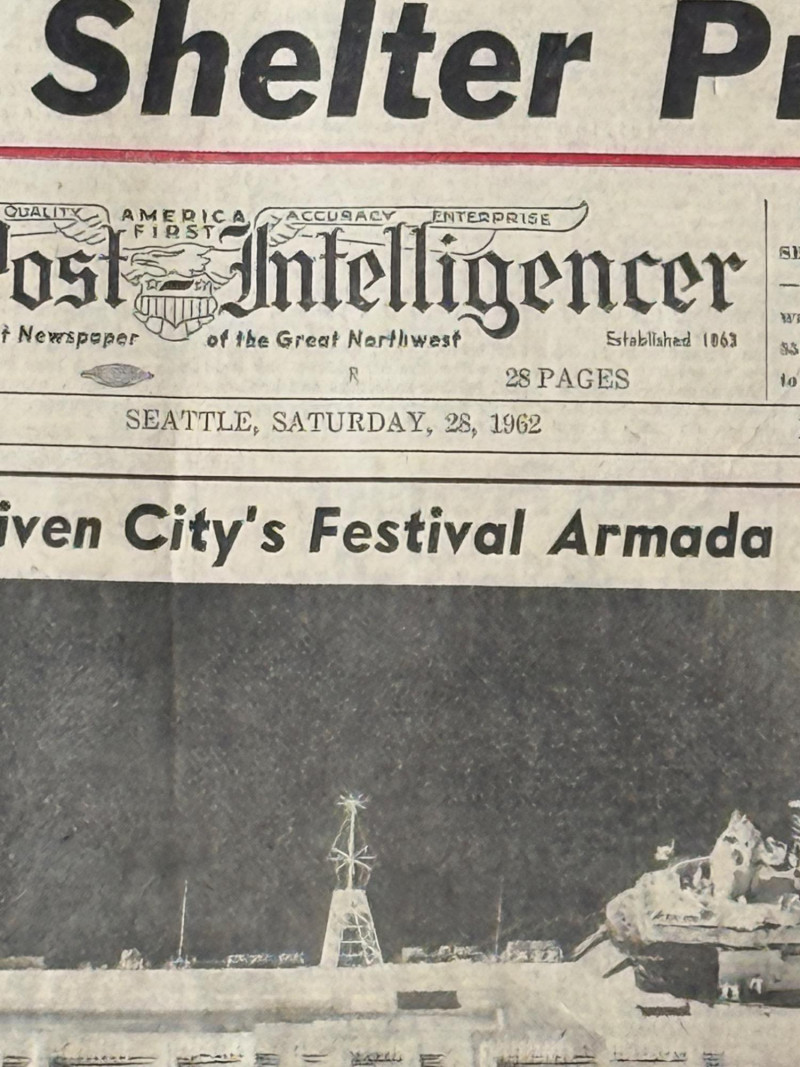 Shelter
QUALITY AMERICA FIRST ACCURACY ENTERPRISE
Post Intelligencer
Newspaper of the Great Northwest Established 1863
R 28 PAGES
SEATTLE, SATURDAY, 28, 1962
iven City's Festival Armada